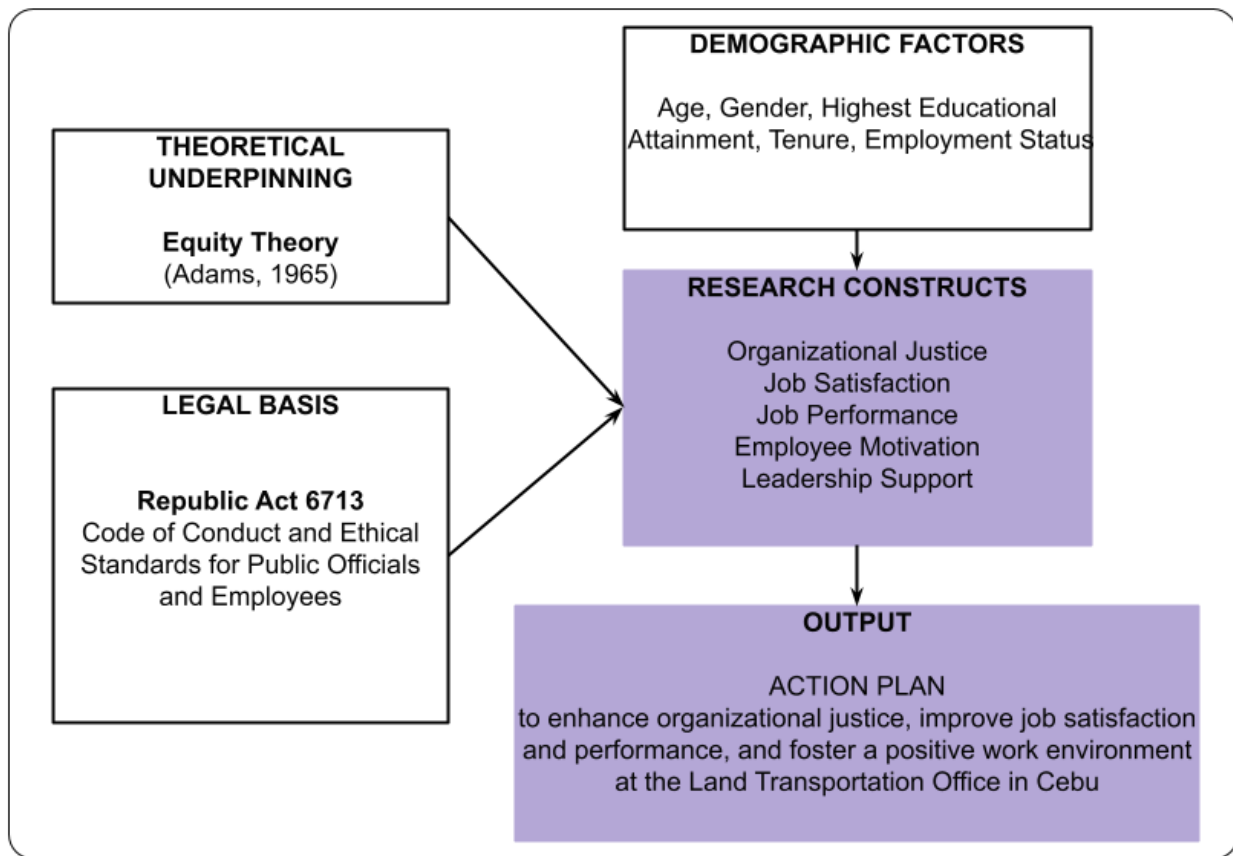 DEMOGRAPHIC FACTORS
Age, Gender, Highest Educational
Attainment, Tenure, Employment Status
THEORETICAL
UNDERPINNING
Equity Theory
(Adams, 1965)
RESEARCH CONSTRUCTS
Organizational Justice
Job Satisfaction
Job Performance
Employee Motivation
Leadership Support
LEGAL BASIS
Republic Act 6713
Code of Conduct and Ethical
Standards for Public Officials
and Employees
OUTPUT
ACTION PLAN
to enhance organizational justice, improve job satisfaction
and performance, and foster a positive work environment
at the Land Transportation Office in Cebu